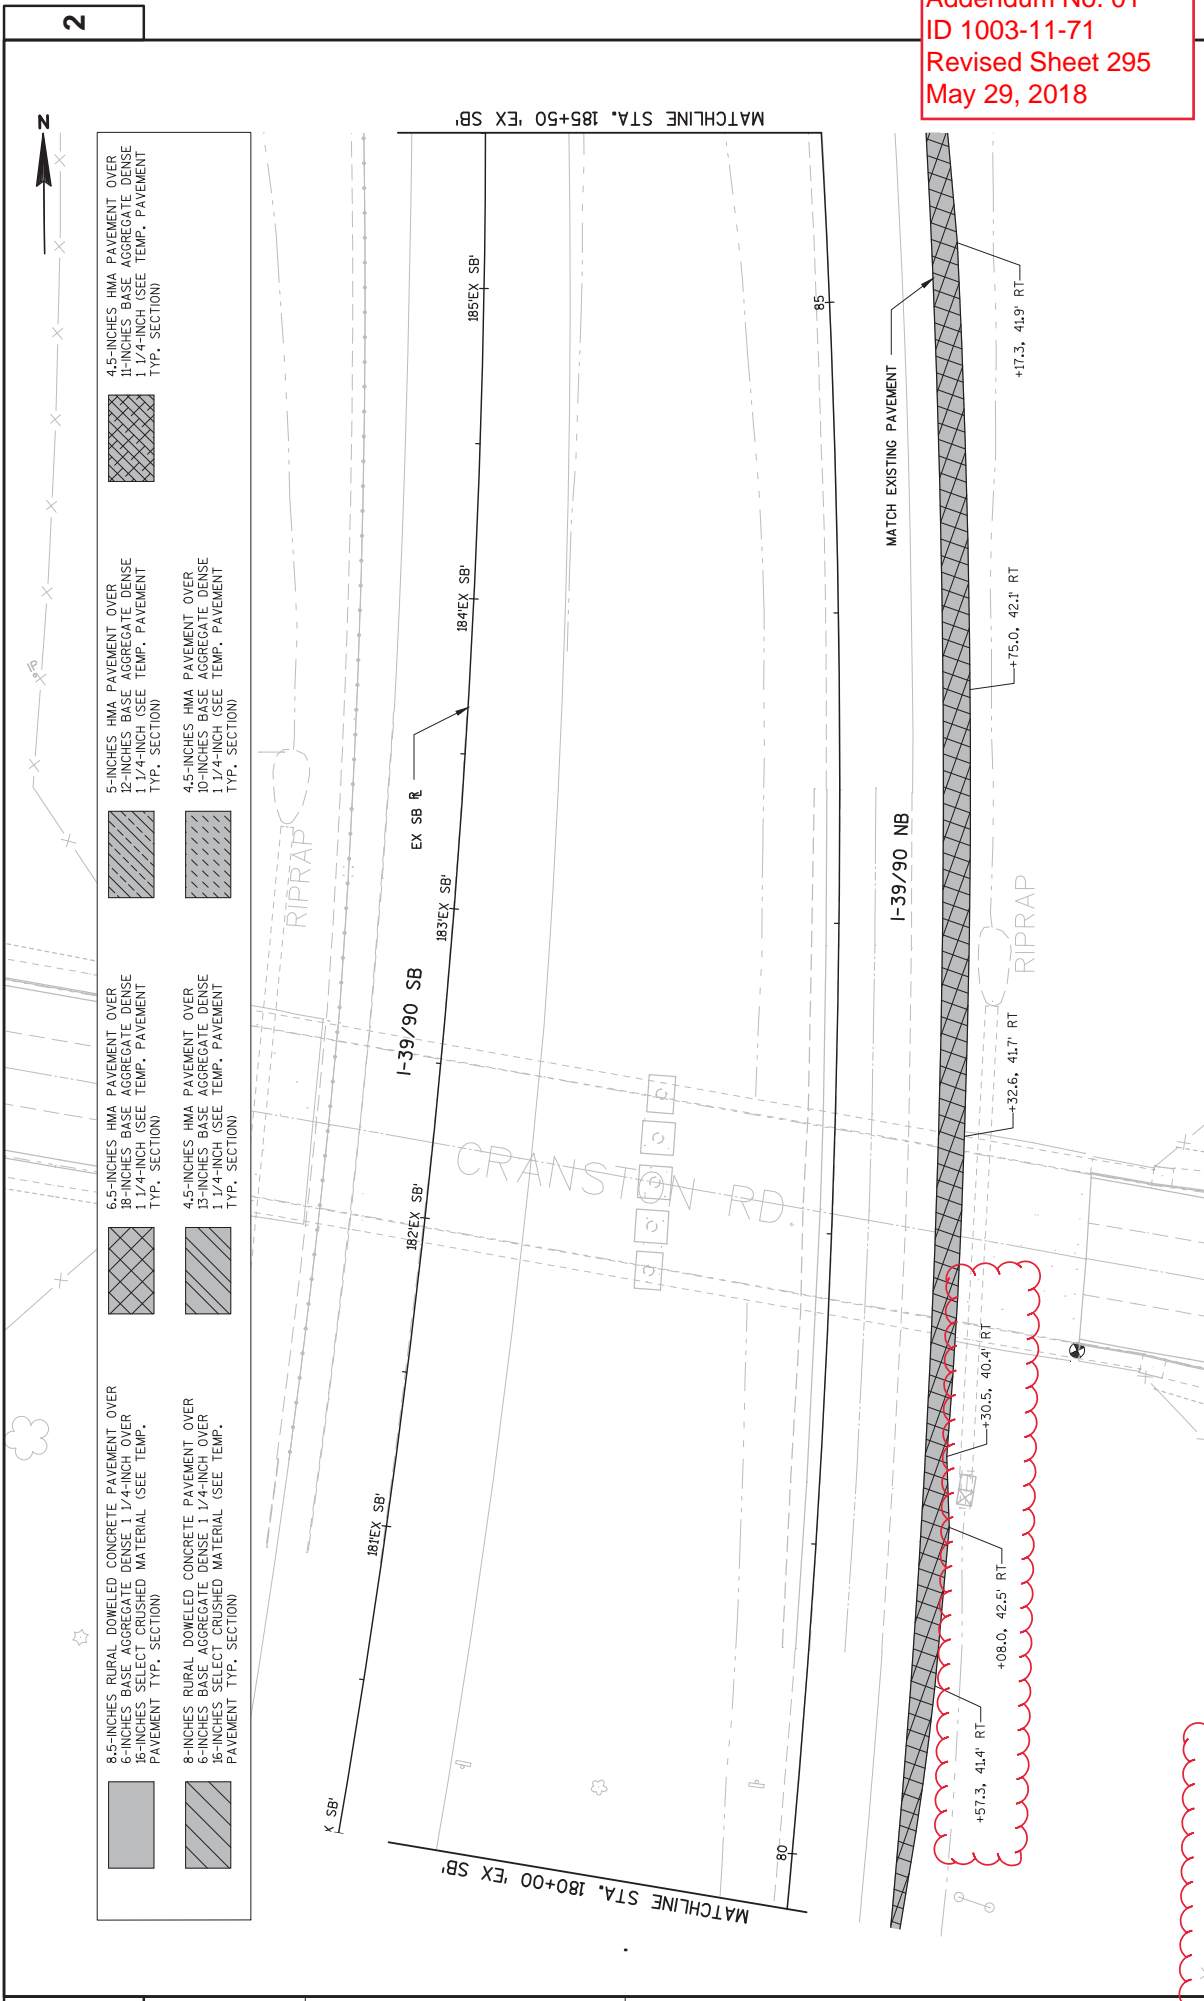 2
Addendum No. 01
ID 1003-11-71
Revised Sheet 295
May 29, 2018
N
8.5-INCHES RURAL DOWELED CONCRETE PAVEMENT OVER
6-INCHES BASE AGGREGATE DENSE 1 1/4-INCH OVER
16-INCHES SELECT CRUSHED MATERIAL (SEE TEMP.
PAVEMENT TYP. SECTION)
8-INCHES RURAL DOWELED CONCRETE PAVEMENT OVER
6-INCHES BASE AGGREGATE DENSE 1 1/4-INCH OVER
16-INCHES SELECT CRUSHED MATERIAL (SEE TEMP.
PAVEMENT TYP. SECTION)
6.5-INCHES HMA PAVEMENT OVER
18-INCHES BASE AGGREGATE DENSE
1 1/4-INCH (SEE TEMP. PAVEMENT
TYP. SECTION)
4.5-INCHES HMA PAVEMENT OVER
13-INCHES BASE AGGREGATE DENSE
1 1/4-INCH (SEE TEMP. PAVEMENT
TYP. SECTION)
5-INCHES HMA PAVEMENT OVER
12-INCHES BASE AGGREGATE DENSE
1 1/4-INCH (SEE TEMP. PAVEMENT
TYP. SECTION)
4.5-INCHES HMA PAVEMENT OVER
10-INCHES BASE AGGREGATE DENSE
1 1/4-INCH (SEE TEMP. PAVEMENT
TYP. SECTION)
4.5-INCHES HMA PAVEMENT OVER
11-INCHES BASE AGGREGATE DENSE
1 1/4-INCH (SEE TEMP. PAVEMENT
TYP. SECTION)
RIPRAP
X SB'
181'EX SB'
182'EX SB'
183'EX SB'
184'EX SB'
185'EX SB'
I-39/90 SB
EX SB RL
MATCHLINE STA. 180+00 'EX SB'
MATCHLINE STA. 185+50 'EX SB'
CRANSTON RD.
80
85
I-39/90 NB
MATCH EXISTING PAVEMENT
+57.3, 41.4' RT
+08.0, 42.5' RT
+30.5, 40.4' RT
+32.6, 41.7' RT
+75.0, 42.1' RT
+17.3, 41.9' RT
RIPRAP